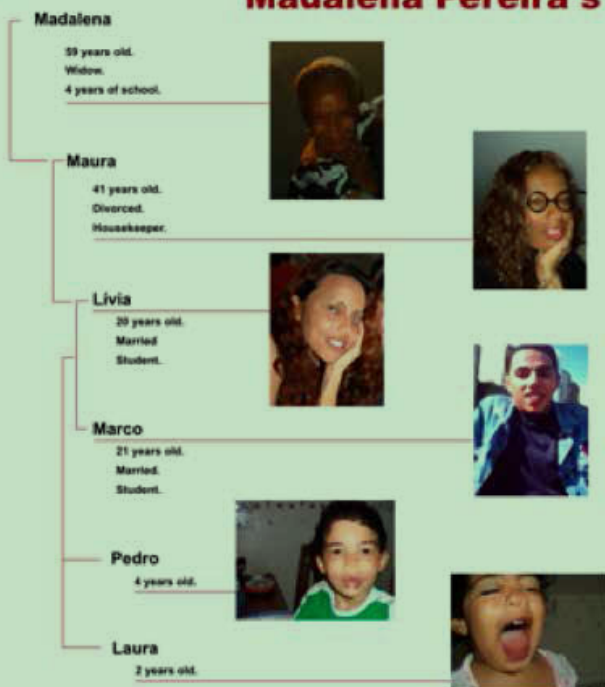 Madalena Pereira's
Madalena
59 years old.
Widow.
4 years of school.
Maura
41 years old.
Divorced.
Housekeeper.
Lívia
20 years old.
Married
Student.
Marco
21 years old.
Married.
Student.
Pedro
4 years old.
Laura
2 years old.